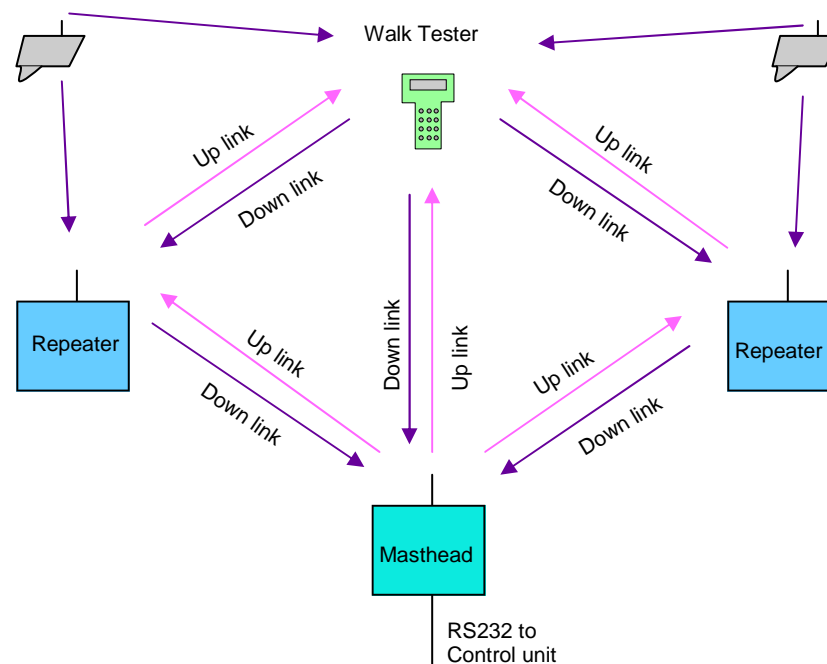 Walk Tester
Up link
Down link
Up link
Down link
Repeater
Up link
Down link
Down link
Up link
Up link
Down link
Repeater
Masthead
RS232 to
Control unit